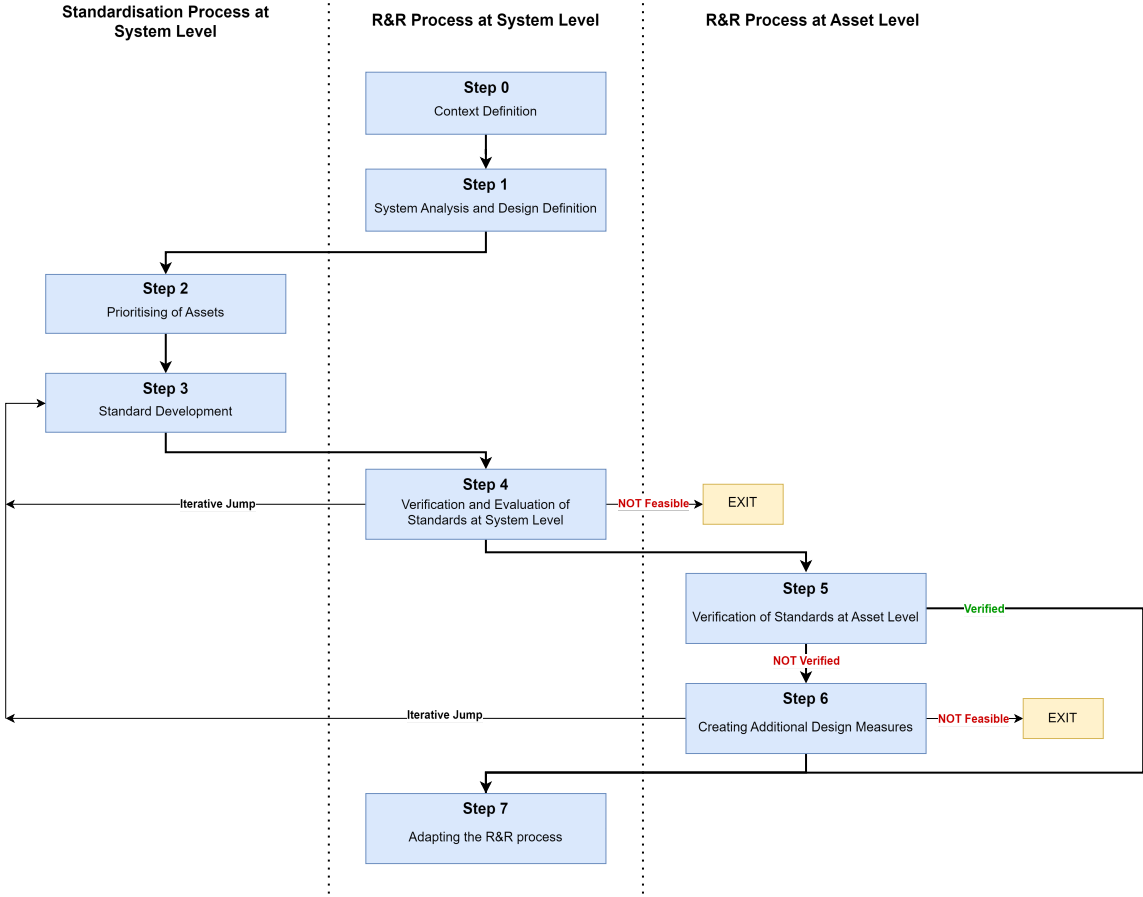 Standardisation Process at
System Level
R&R Process at System Level
R&R Process at Asset Level
Step 0
Context Definition
Step 1
System Analysis and Design Definition
Step 2
Prioritising of Assets
Step 3
Standard Development
Step 4
Verification and Evaluation of
Standards at System Level
Iterative Jump
NOT Feasible
EXIT
Step 5
Verification of Standards at Asset Level
Verified
NOT Verified
Step 6
Creating Additional Design Measures
Iterative Jump
NOT Feasible
EXIT
Step 7
Adapting the R&R process